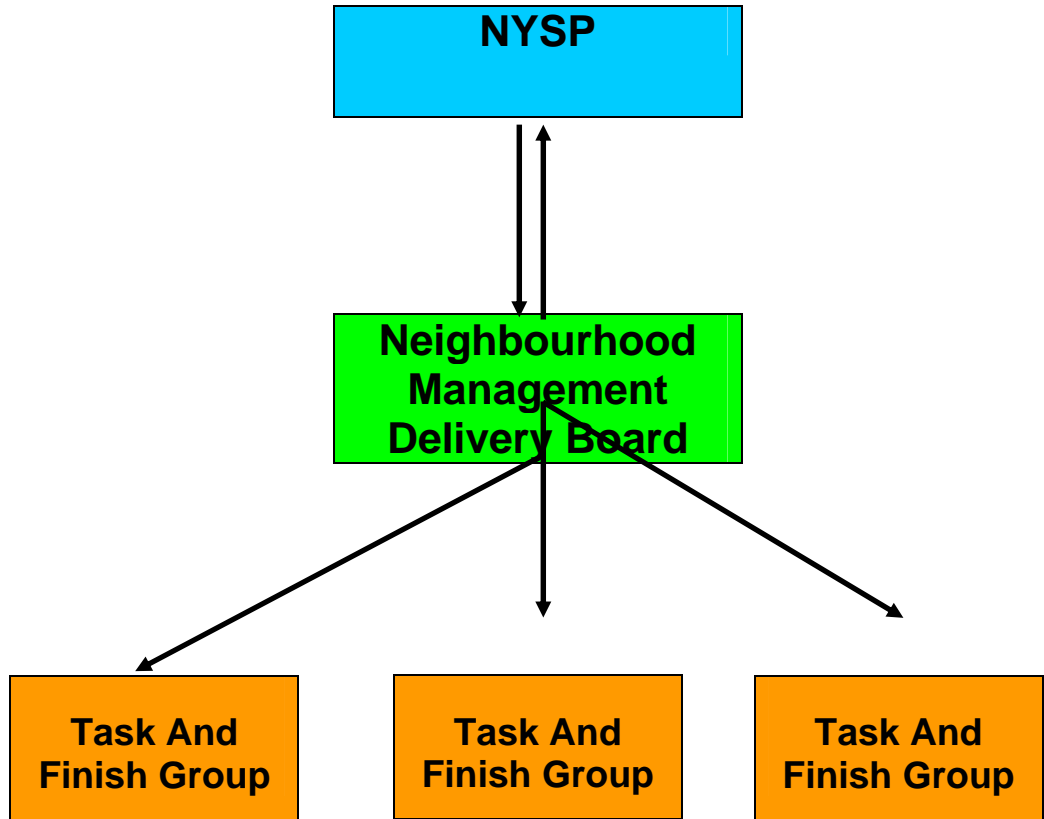 NYSP
Neighbourhood
Management
Delivery Board
Task And
Finish Group
Task And
Finish Group
Task And
Finish Group